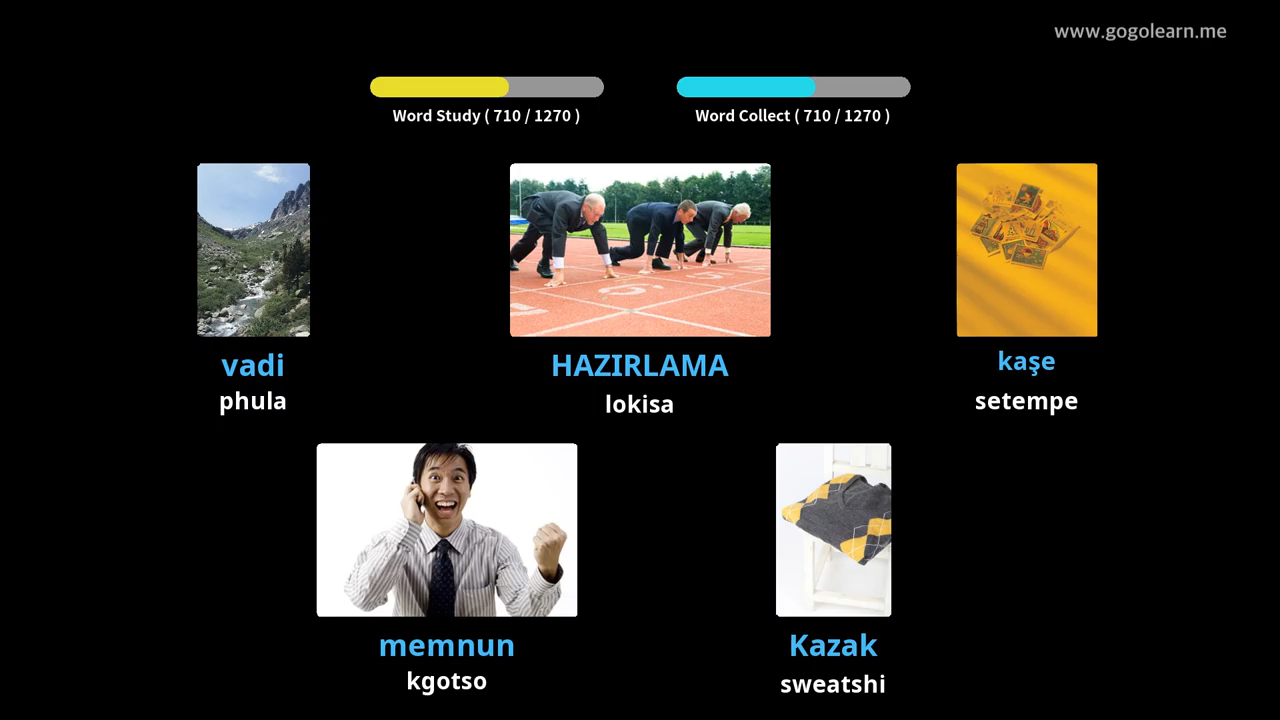 www.gogolearn.me
Word Study ( 710 / 1270 )
Word Collect ( 710 / 1270 )
vadi
phula
HAZIRLAMA
lokisa
kaşe
setempe
memnun
kgotso
Kazak
sweatshi